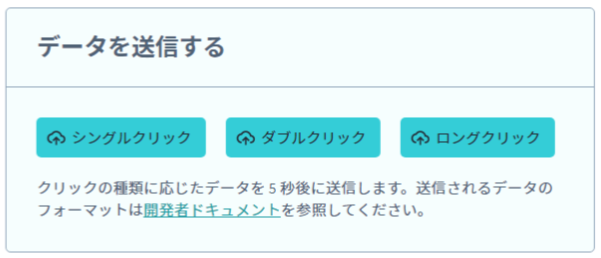 データを送信する
シングルクリック ダブルクリック ロングクリック
クリックの種類に応じたデータを 5 秒後に送信します。送信されるデータの
フォーマットは開発者ドキュメントを参照してください。